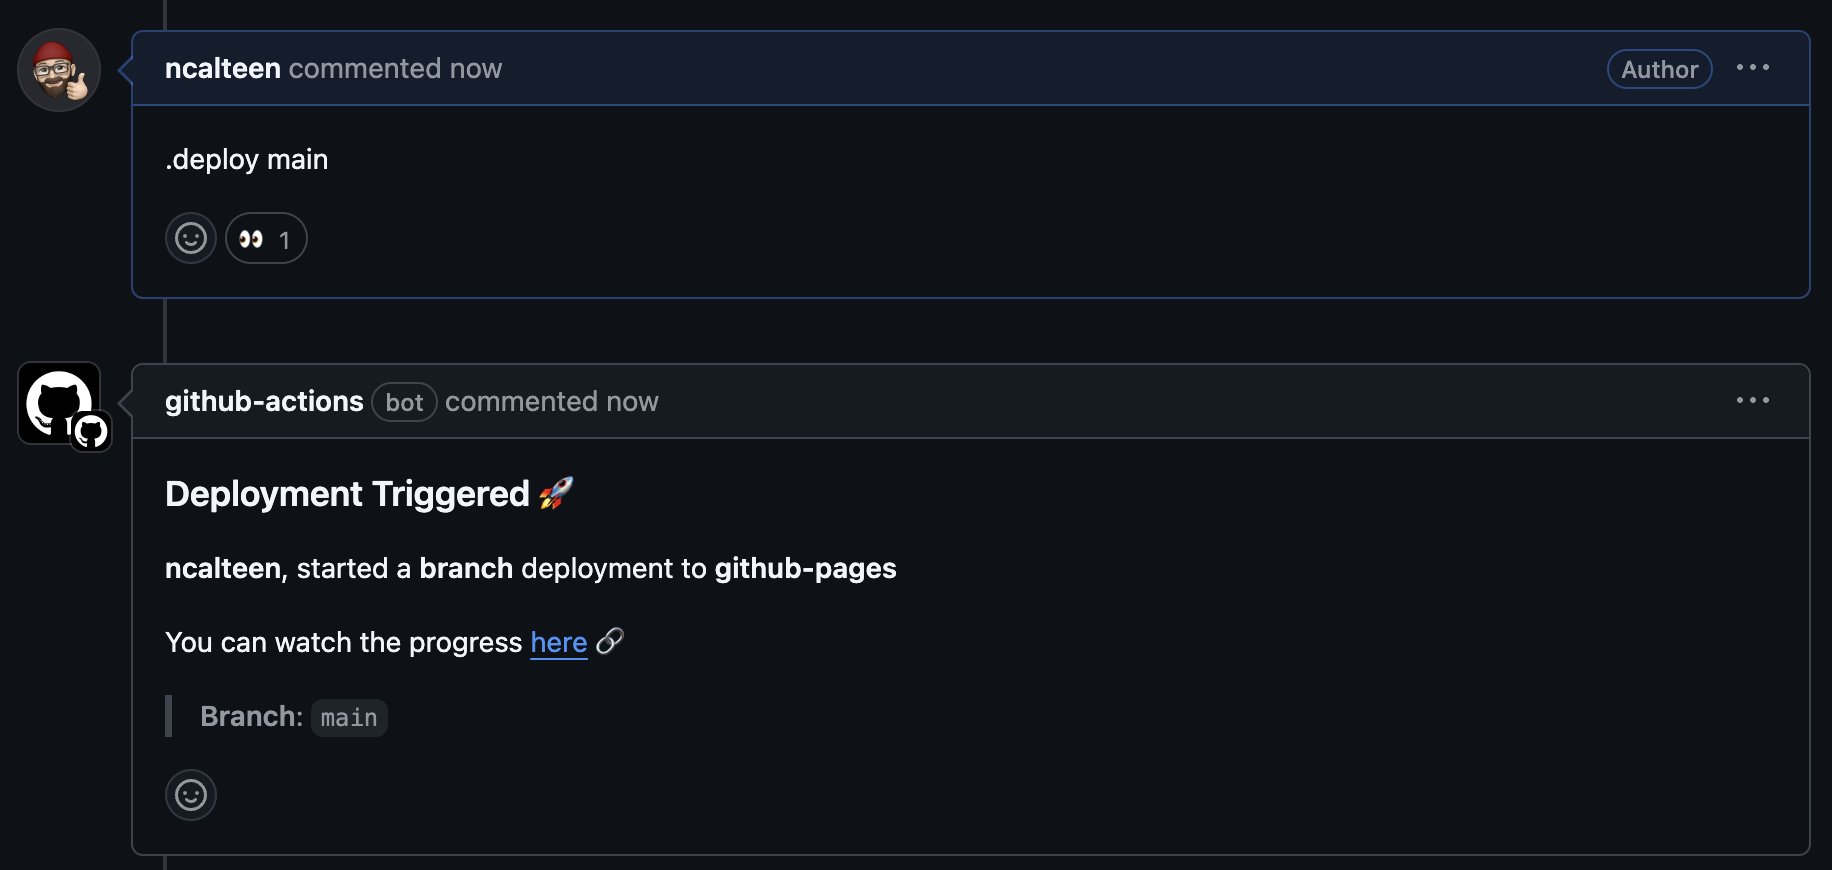 ncalteen commented now Author
.deploy main
👀 1
github-actions bot commented now
Deployment Triggered 🚀
ncalteen, started a branch deployment to github-pages
You can watch the progress here 🔗
Branch: main